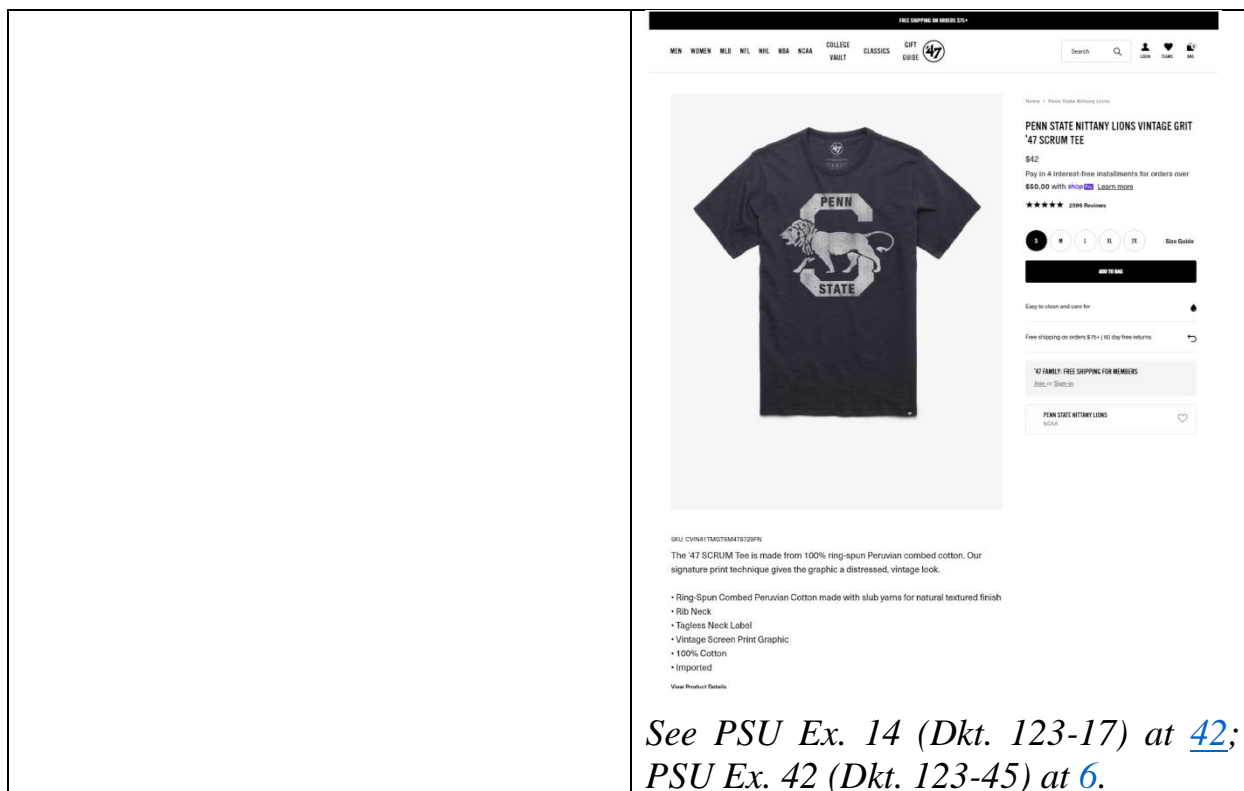 FREE SHIPPING ON ORDERS $75+
MEN WOMEN MLB NFL NHL NBA NCAA COLLEGE VAULT CLASSICS GIFT GUIDE '47
Search
LOGIN TEAMS BAG
Home / Penn State Nittany Lions
PENN STATE NITTANY LIONS VINTAGE GRIT
'47 SCRUM TEE
$42
Pay in 4 interest-free installments for orders over
$50.00 with shop Pay Learn more
★★★★★ 2599 Reviews
S M L XL 2X Size Guide
ADD TO BAG
Easy to clean and care for
Free shipping on orders $75+ | 60 day free returns
'47 FAMILY: FREE SHIPPING FOR MEMBERS
Join or Sign-in
PENN STATE NITTANY LIONS
NCAA
'47
PENN
S
STATE
SKU: CVIN41TMGTSM479729FN
The '47 SCRUM Tee is made from 100% ring-spun Peruvian combed cotton. Our
signature print technique gives the graphic a distressed, vintage look.
• Ring-Spun Combed Peruvian Cotton made with slub yarns for natural textured finish
• Rib Neck
• Tagless Neck Label
• Vintage Screen Print Graphic
• 100% Cotton
• Imported
View Product Details
See PSU Ex. 14 (Dkt. 123-17) at 42;
PSU Ex. 42 (Dkt. 123-45) at 6.